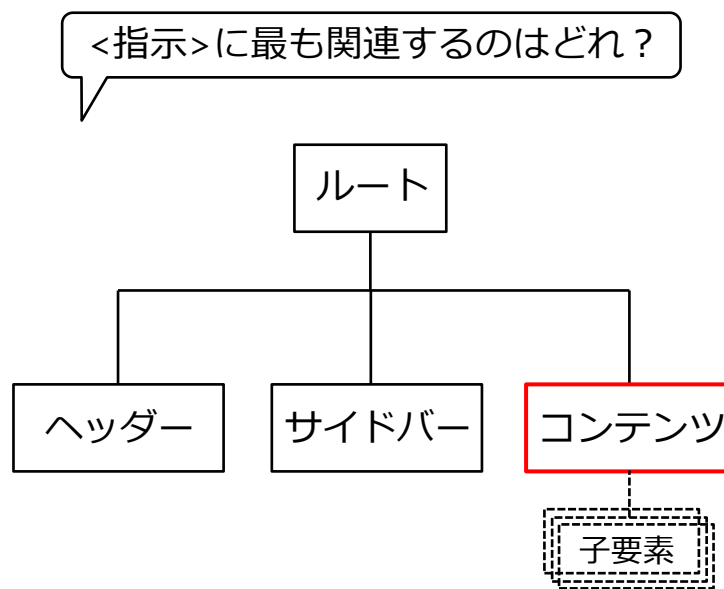 <指示>に最も関連するのはどれ？
ルート
ヘッダー
サイドバー
コンテンツ
子要素